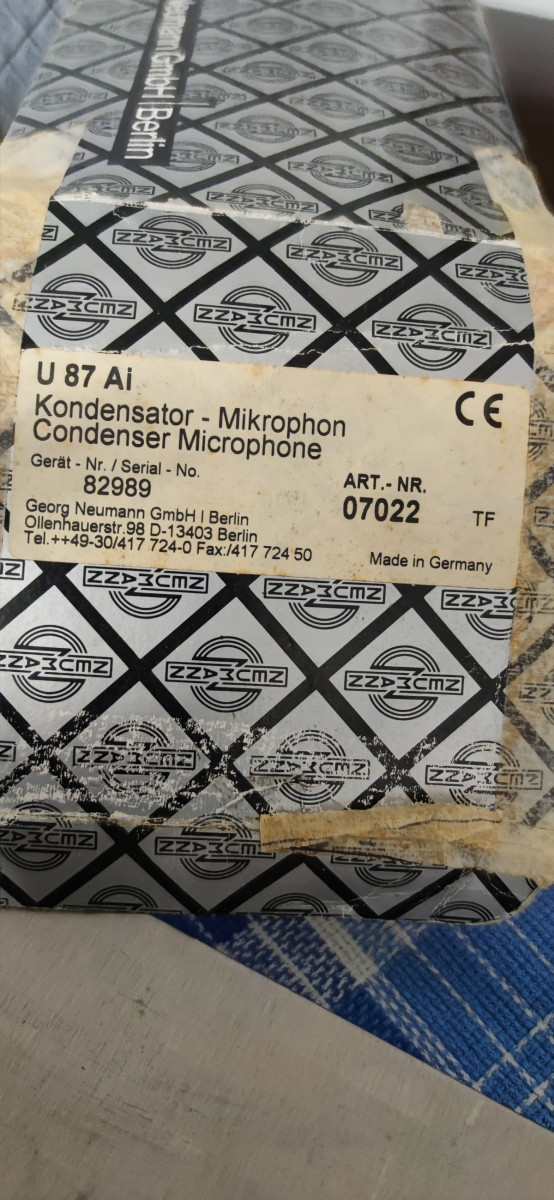 eumann GmbH | Berlin
NEUMANN
U 87 Ai
CE
Kondensator - Mikrophon
Condenser Microphone
Gerät - Nr. / Serial - No.
82989
ART.- NR.
07022 TF
Georg Neumann GmbH | Berlin
Ollenhauerstr.98 D-13403 Berlin
Tel.++49-30/417 724-0 Fax:/417 724 50
Made in Germany